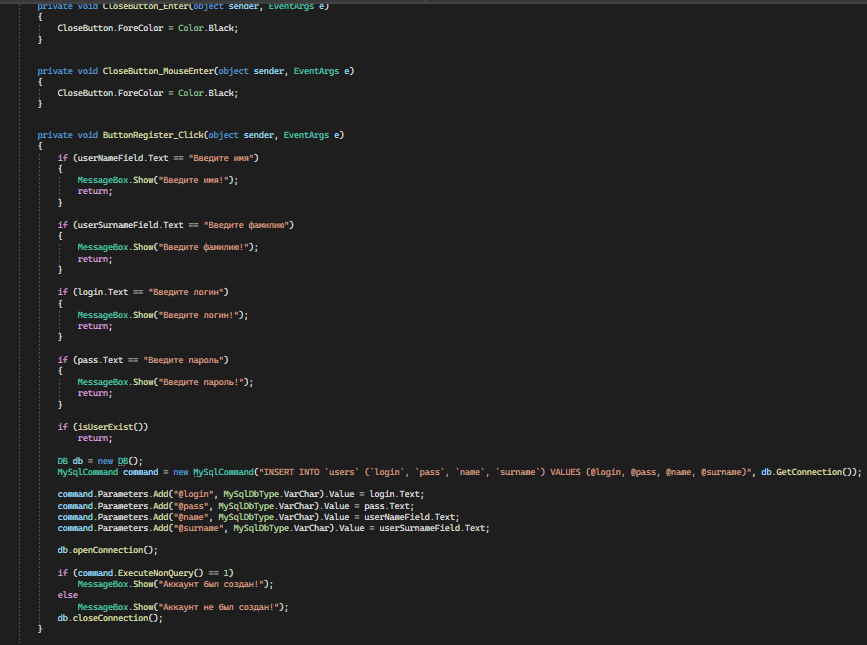 private void CloseButton_Enter(object sender, EventArgs e)
{
CloseButton.ForeColor = Color.Black;
}
private void CloseButton_MouseEnter(object sender, EventArgs e)
{
CloseButton.ForeColor = Color.Black;
}
private void ButtonRegister_Click(object sender, EventArgs e)
{
if (userNameField.Text == "Введите имя")
{
MessageBox.Show("Введите имя!");
return;
}
if (userSurnameField.Text == "Введите фамилию")
{
MessageBox.Show("Введите фамилию!");
return;
}
if (login.Text == "Введите логин")
{
MessageBox.Show("Введите логин!");
return;
}
if (pass.Text == "Введите пароль")
{
MessageBox.Show("Введите пароль!");
return;
}
if (isUserExist())
return;
DB db = new DB();
MySqlCommand command = new MySqlCommand("INSERT INTO `users` (`login`, `pass`, `name`, `surname`) VALUES (@login, @pass, @name, @surname)", db.GetConnection());
command.Parameters.Add("@login", MySqlDbType.VarChar).Value = login.Text;
command.Parameters.Add("@pass", MySqlDbType.VarChar).Value = pass.Text;
command.Parameters.Add("@name", MySqlDbType.VarChar).Value = userNameField.Text;
command.Parameters.Add("@surname", MySqlDbType.VarChar).Value = userSurnameField.Text;
db.openConnection();
if (command.ExecuteNonQuery() == 1)
MessageBox.Show("Аккаунт был создан!");
else
MessageBox.Show("Аккаунт не был создан!");
db.closeConnection();
}